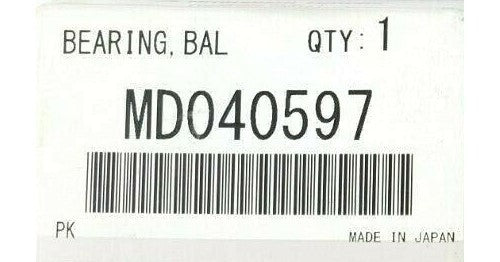 BEARING, BAL QTY: 1
MD040597
PK MADE IN JAPAN